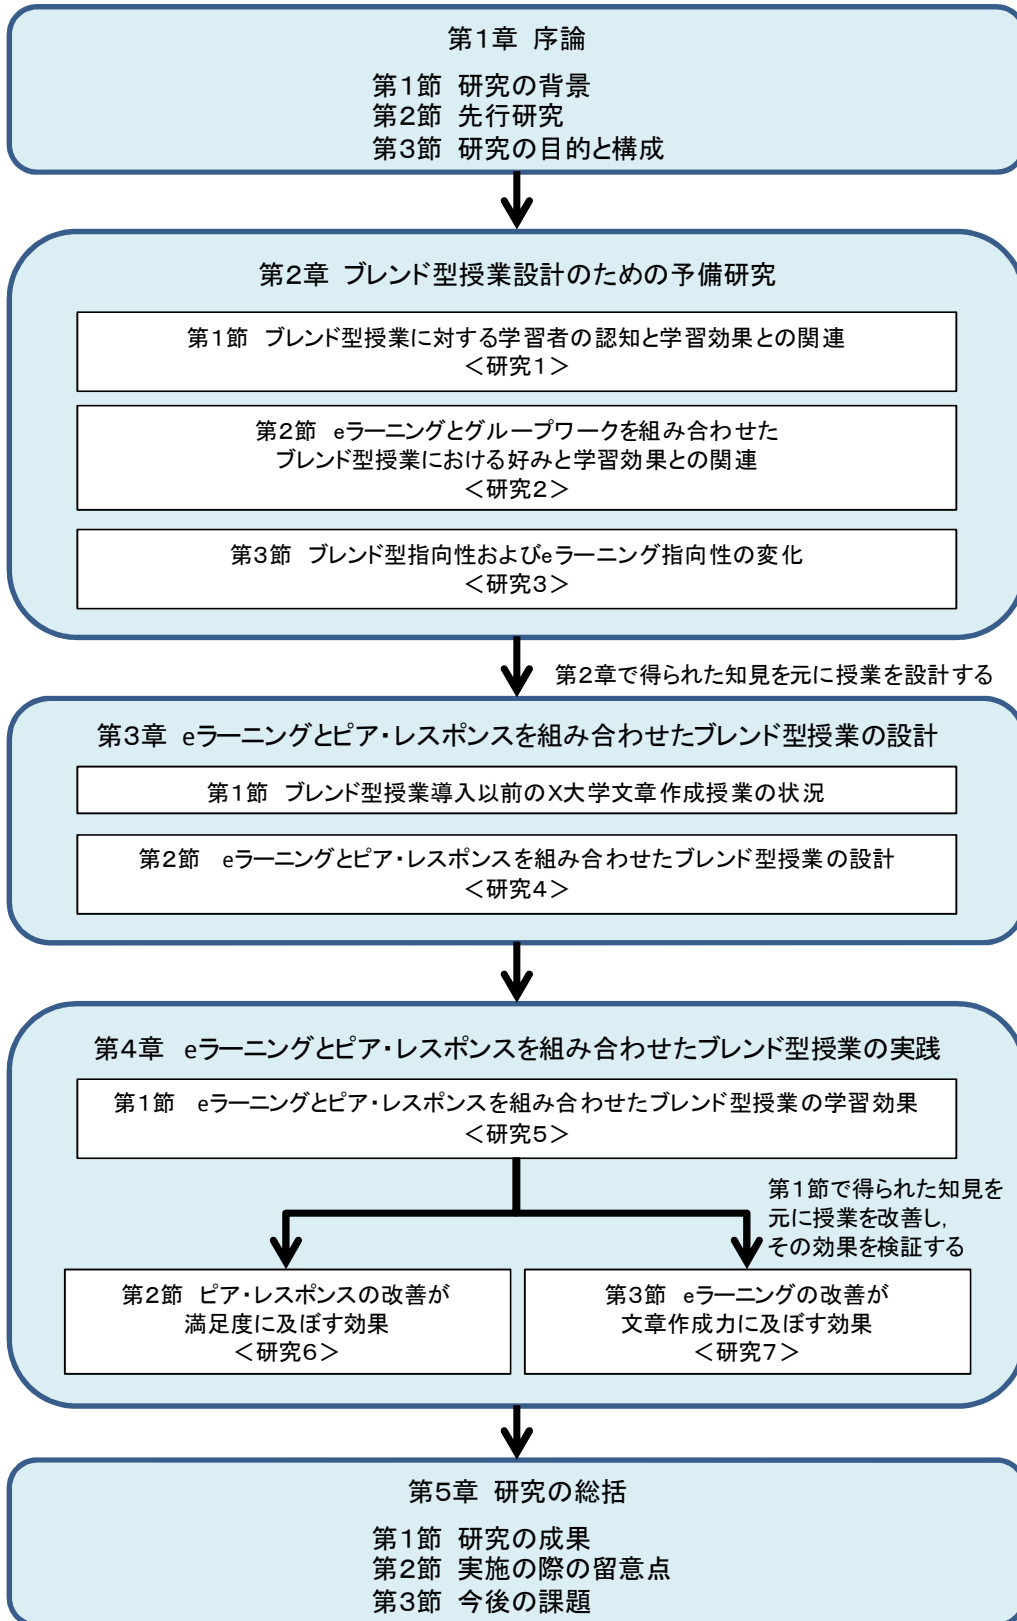 第1章 序論
第1節 研究の背景
第2節 先行研究
第3節 研究の目的と構成
第2章 ブレンド型授業設計のための予備研究
第1節 ブレンド型授業に対する学習者の認知と学習効果との関連
＜研究1＞
第2節 eラーニングとグループワークを組み合わせた
ブレンド型授業における好みと学習効果との関連
＜研究2＞
第3節 ブレンド型指向性およびeラーニング指向性の変化
＜研究3＞
第2章で得られた知見を元に授業を設計する
第3章 eラーニングとピア・レスポンスを組み合わせたブレンド型授業の設計
第1節 ブレンド型授業導入以前のX大学文章作成授業の状況
第2節 eラーニングとピア・レスポンスを組み合わせたブレンド型授業の設計
＜研究4＞
第4章 eラーニングとピア・レスポンスを組み合わせたブレンド型授業の実践
第1節 eラーニングとピア・レスポンスを組み合わせたブレンド型授業の学習効果
＜研究5＞
第1節で得られた知見を
元に授業を改善し,
その効果を検証する
第2節 ピア・レスポンスの改善が
満足度に及ぼす効果
＜研究6＞
第3節 eラーニングの改善が
文章作成力に及ぼす効果
＜研究7＞
第5章 研究の総括
第1節 研究の成果
第2節 実施の際の留意点
第3節 今後の課題